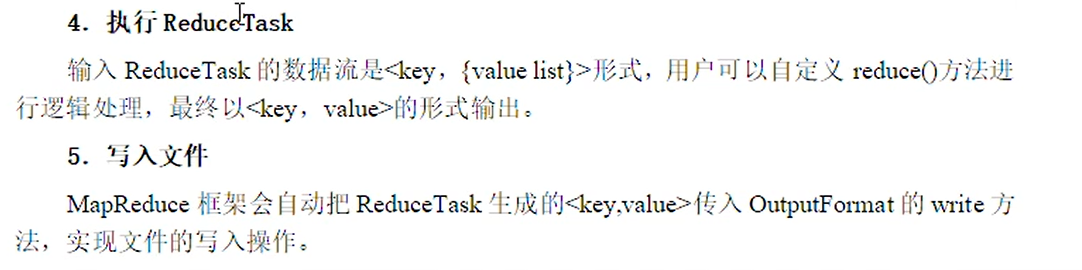 4．执行 ReduceTask
输入 ReduceTask 的数据流是<key，{value list}>形式，用户可以自定义 reduce()方法进
行逻辑处理，最终以<key，value>的形式输出。
5．写入文件
MapReduce 框架会自动把 ReduceTask 生成的<key,value>传入 OutputFormat 的 write 方
法，实现文件的写入操作。